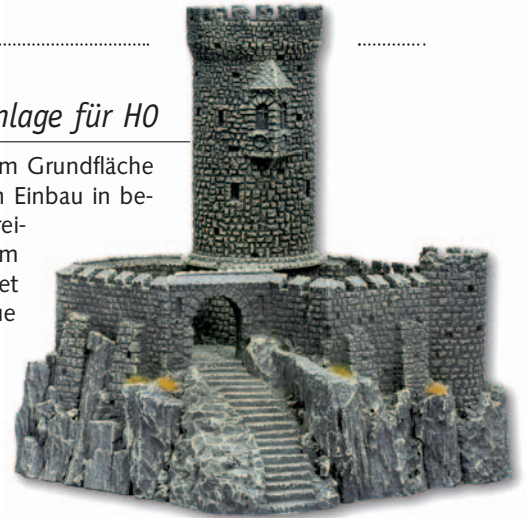 nlage für H0
m Grundfläche
n Einbau in be-
rei-
m
et
ue